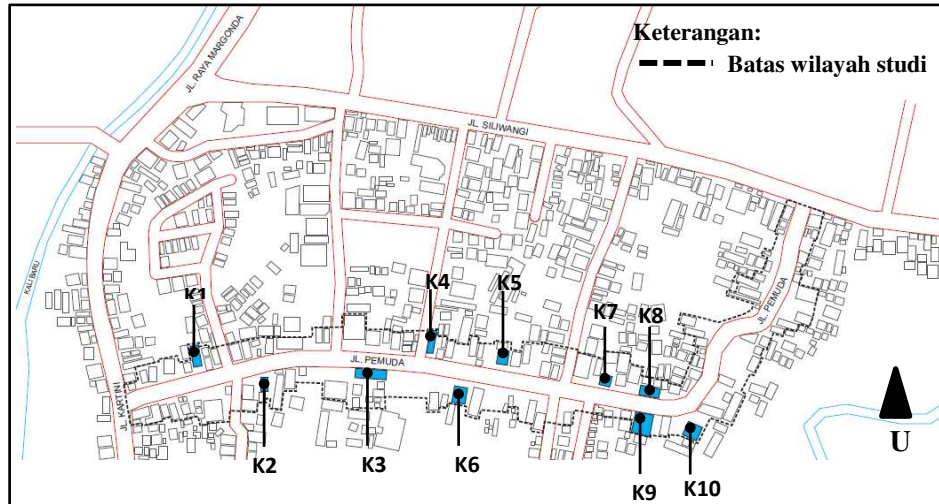 Keterangan:
Batas wilayah studi
JL. RAYA MARGONDA
JL. SILIWANGI
KALI BARU
K1
K4
K5
K7
K8
JL. PEMUDA
JL. PEMUDA
JL. KARTINI
K2
K3
K6
K9
K10
U